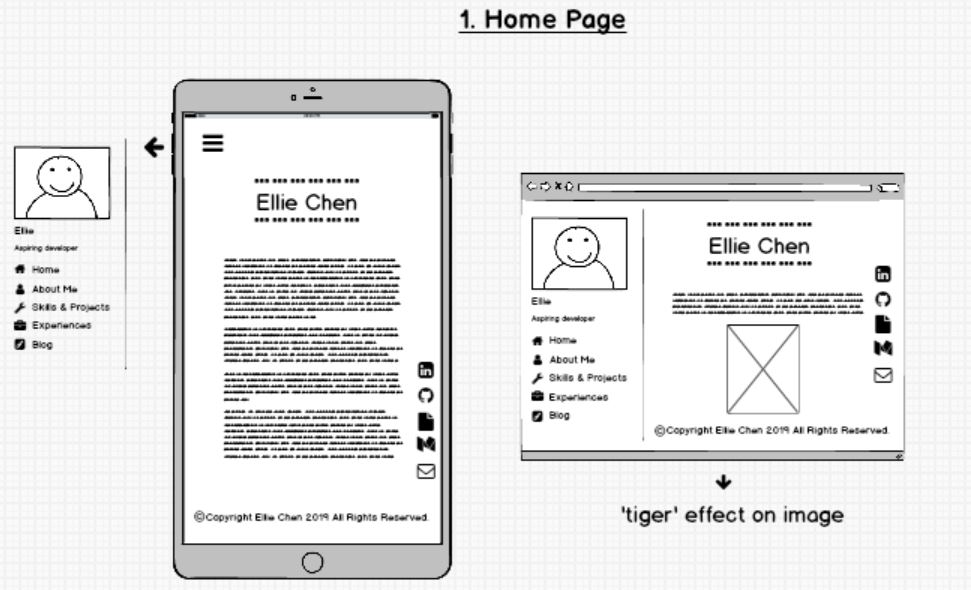 1. Home Page
Ellie
Aspiring developer
Home
About Me
Skills & Projects
Experiences
Blog
Ellie Chen
in
©Copyright Ellie Chen 2019 All Rights Reserved.
Ellie
Aspiring developer
Home
About Me
Skills & Projects
Experiences
Blog
Ellie Chen
in
©Copyright Ellie Chen 2019 All Rights Reserved.
'tiger' effect on image